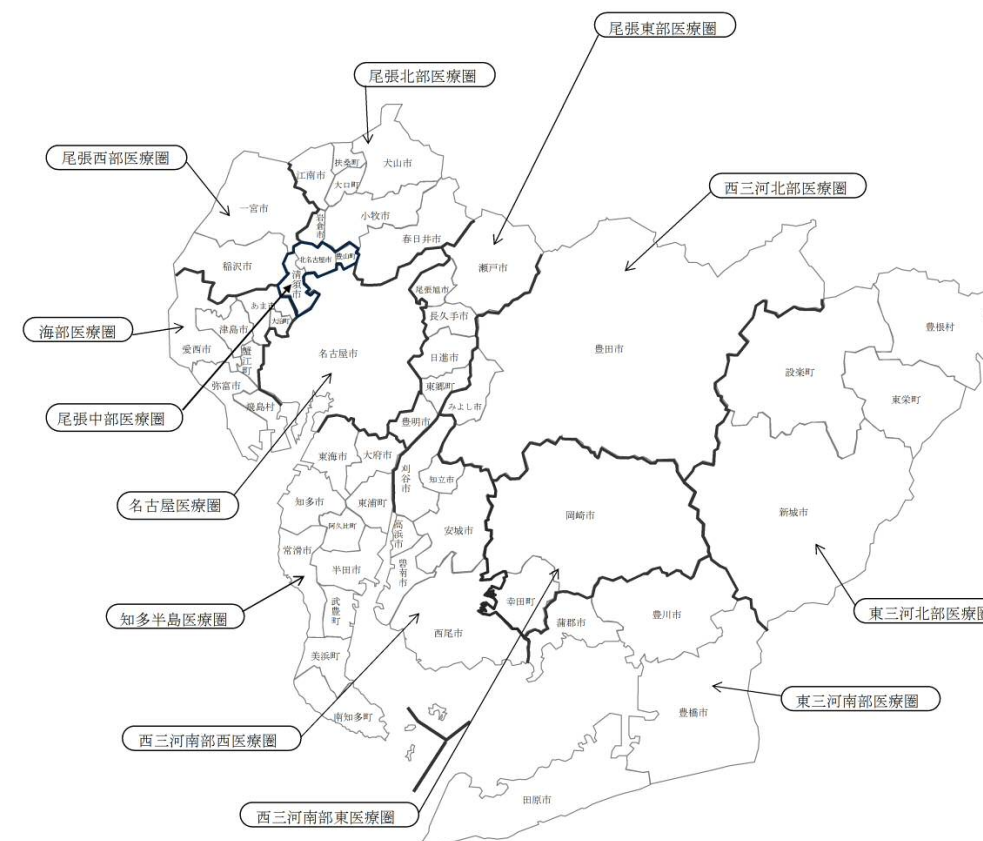 尾張東部医療圏
尾張北部医療圏
尾張西部医療圏
西三河北部医療圏
犬山市
扶桑町
江南市
大口町
一宮市
小牧市
岩倉市
春日井市
北名古屋市
豊山町
瀬戸市
稲沢市
清須市
尾張旭市
あま市
長久手市
大治町
海部医療圏
津島市
愛西市
蟹江町
名古屋市
日進市
豊田市
豊根村
設楽町
弥富市
東郷町
東栄町
飛島村
みよし市
尾張中部医療圏
豊明市
東海市
大府市
刈谷市
知立市
名古屋医療圏
知多市
東浦町
岡崎市
新城市
阿久比町
高浜市
安城市
常滑市
半田市
碧南市
幸田町
知多半島医療圏
武豊町
蒲郡市
豊川市
東三河北部医療圏
西尾市
美浜町
東三河南部医療圏
南知多町
豊橋市
西三河南部西医療圏
田原市
西三河南部東医療圏